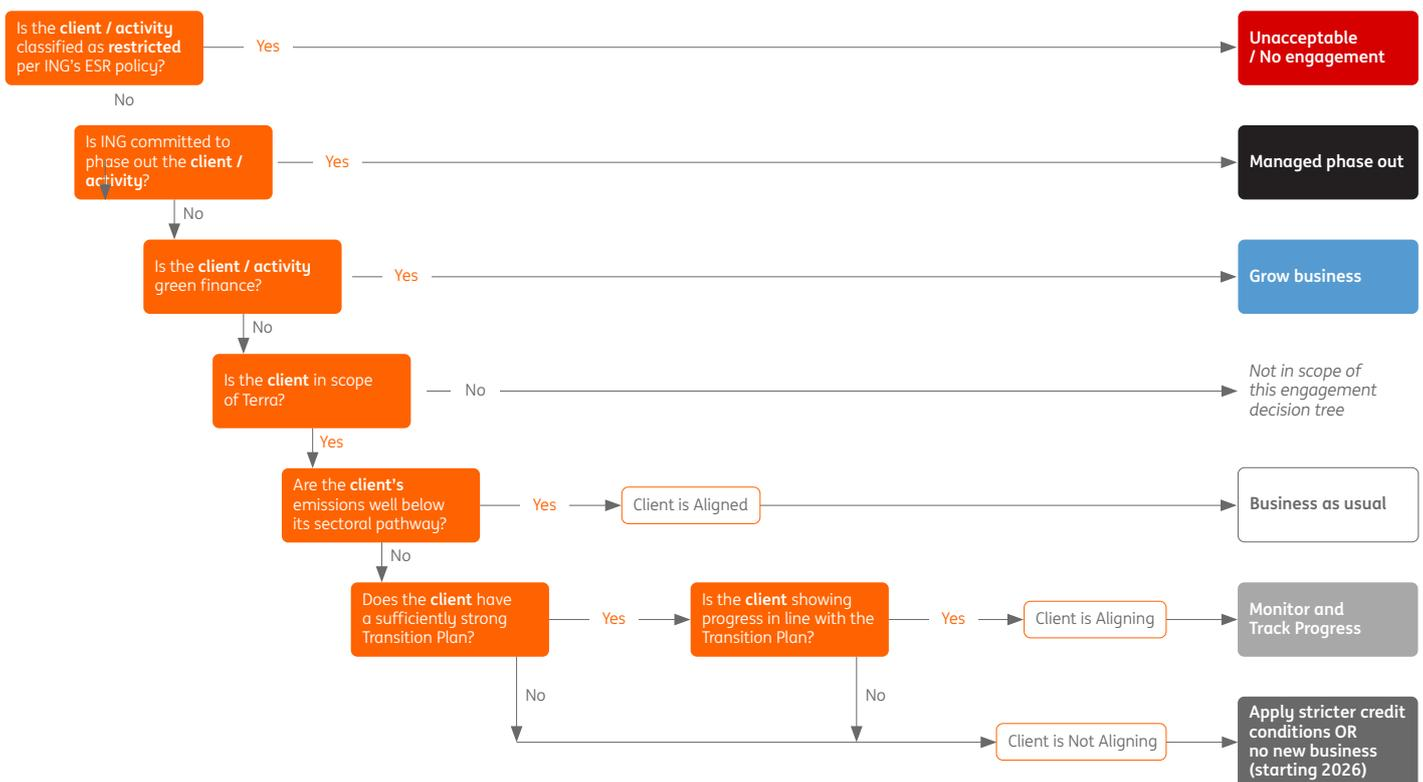 Is the client / activity
classified as restricted
per ING's ESR policy?
Yes
Unacceptable
/ No engagement
No
Is ING committed to
phase out the client /
activity?
Yes
Managed phase out
No
Is the client / activity
green finance?
Yes
Grow business
No
Is the client in scope
of Terra?
No
Not in scope of
this engagement
decision tree
Yes
Are the client's
emissions well below
its sectoral pathway?
Yes
Client is Aligned
Business as usual
No
Does the client have
a sufficiently strong
Transition Plan?
Yes
Is the client showing
progress in line with the
Transition Plan?
Yes
Client is Aligning
Monitor and
Track Progress
No
No
Client is Not Aligning
Apply stricter credit
conditions OR
no new business
(starting 2026)